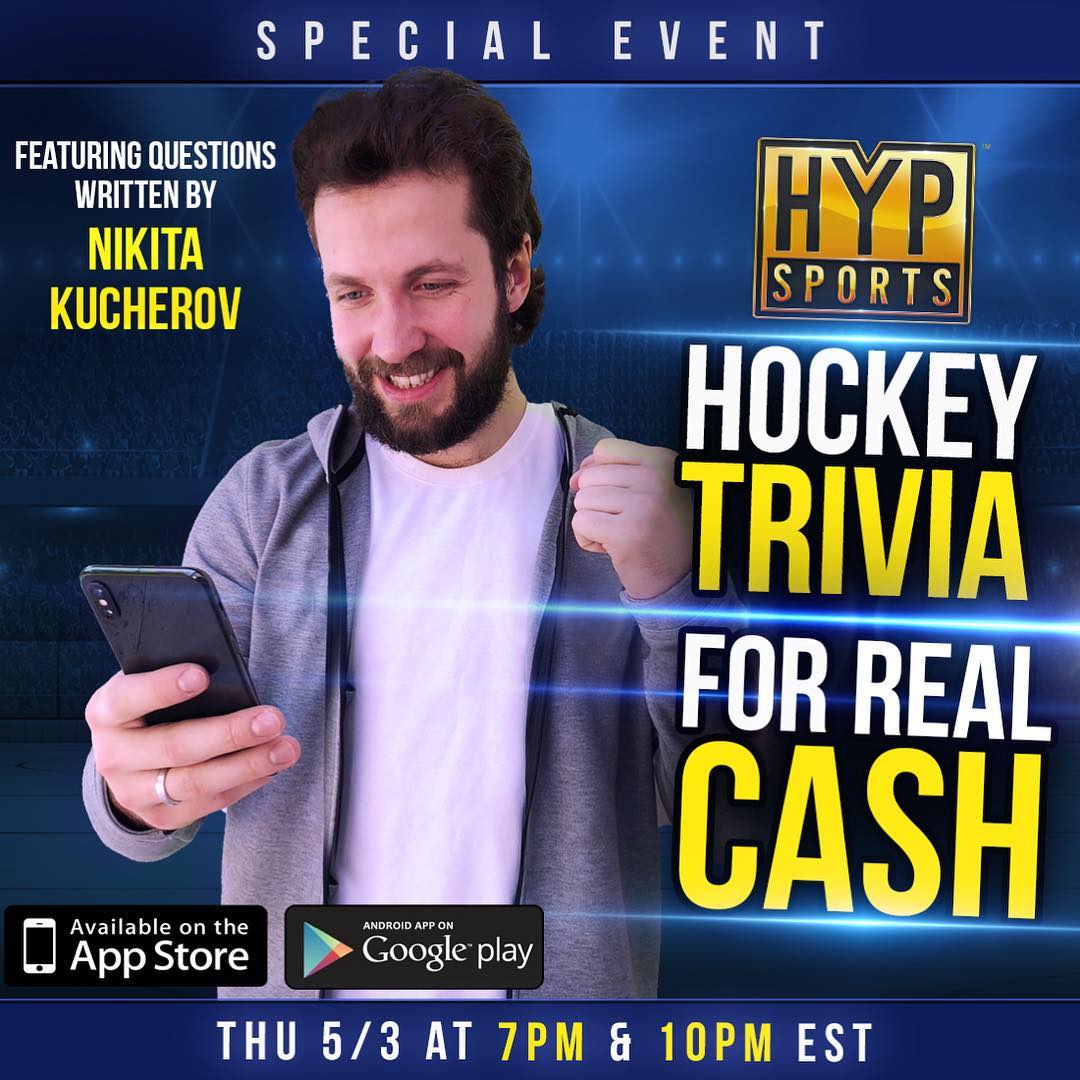 SPECIAL EVENT
FEATURING QUESTIONS
WRITTEN BY
NIKITA
KUCHEROV
HYP
SPORTS
™
HOCKEY
TRIVIA
FOR REAL
CASH
Available on the
App Store
ANDROID APP ON
Google play
THU 5/3 AT 7PM & 10PM EST